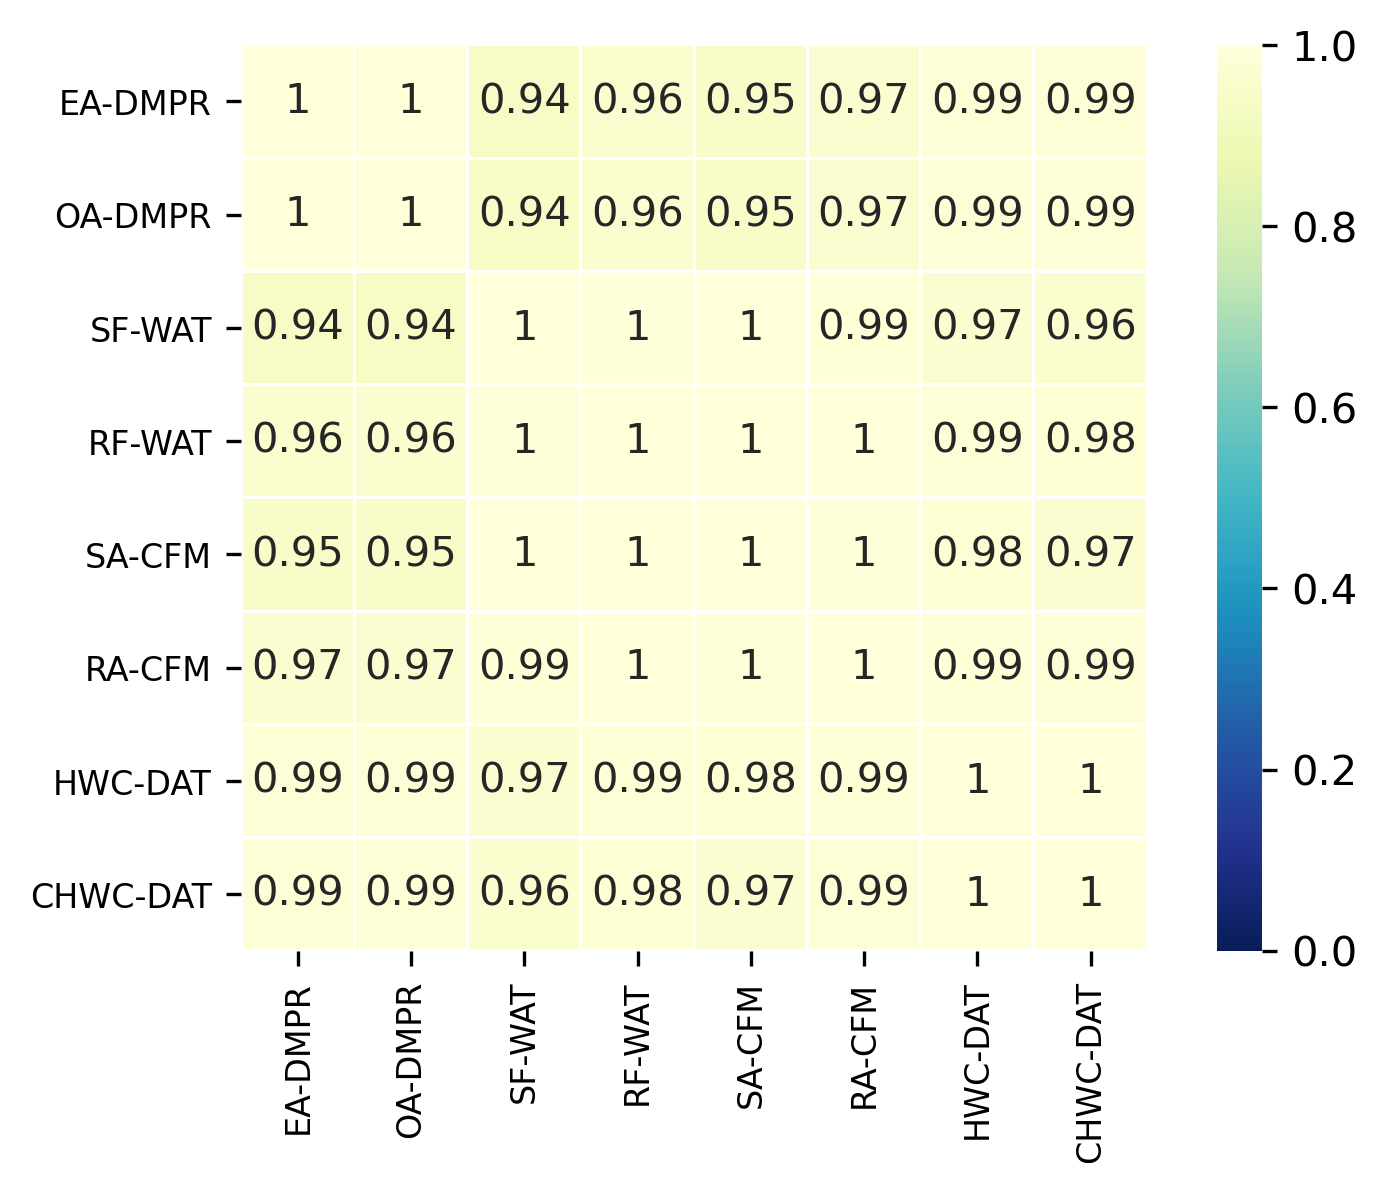 EA-DMPR 1 1 0.94 0.96 0.95 0.97 0.99 0.99
OA-DMPR 1 1 0.94 0.96 0.95 0.97 0.99 0.99
SF-WAT 0.94 0.94 1 1 1 0.99 0.97 0.96
RF-WAT 0.96 0.96 1 1 1 1 0.99 0.98
SA-CFM 0.95 0.95 1 1 1 1 0.98 0.97
RA-CFM 0.97 0.97 0.99 1 1 1 0.99 0.99
HWC-DAT 0.99 0.99 0.97 0.99 0.98 0.99 1 1
CHWC-DAT 0.99 0.99 0.96 0.98 0.97 0.99 1 1
EA-DMPR
OA-DMPR
SF-WAT
RF-WAT
SA-CFM
RA-CFM
HWC-DAT
CHWC-DAT
1.0
0.8
0.6
0.4
0.2
0.0